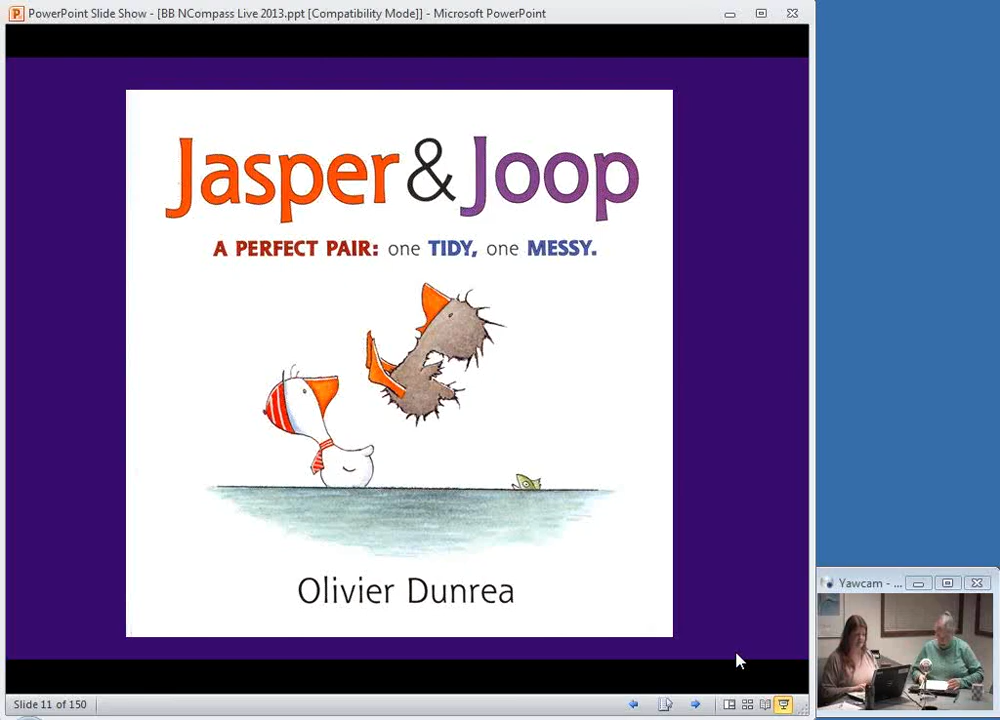 PowerPoint Slide Show - [BB NCompass Live 2013.ppt [Compatibility Mode]] - Microsoft PowerPoint
Jasper & Joop
A PERFECT PAIR: one TIDY, one MESSY.
Olivier Dunrea
Yawcam - ...
Slide 11 of 150